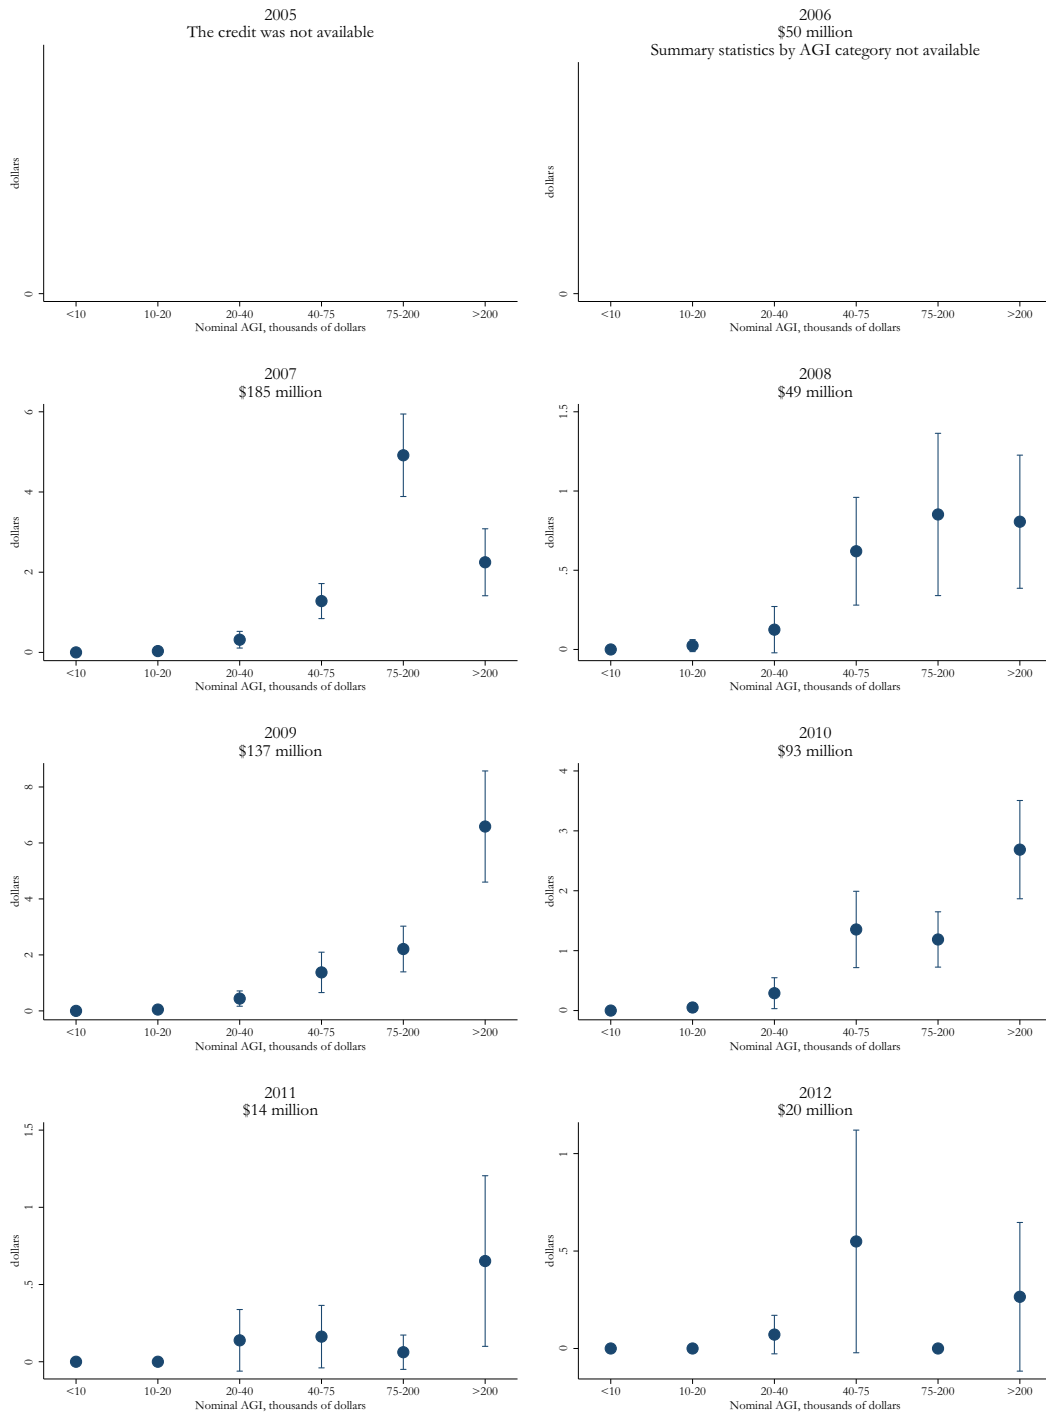 2005
The credit was not available
dollars
0
<10 10-20 20-40 40-75 75-200 >200
Nominal AGI, thousands of dollars
2006
$50 million
Summary statistics by AGI category not available
dollars
0
<10 10-20 20-40 40-75 75-200 >200
Nominal AGI, thousands of dollars
2007
$185 million
dollars
6
4
2
0
<10 10-20 20-40 40-75 75-200 >200
Nominal AGI, thousands of dollars
2008
$49 million
dollars
1.5
1
.5
0
<10 10-20 20-40 40-75 75-200 >200
Nominal AGI, thousands of dollars
2009
$137 million
dollars
8
6
4
2
0
<10 10-20 20-40 40-75 75-200 >200
Nominal AGI, thousands of dollars
2010
$93 million
dollars
4
3
2
1
0
<10 10-20 20-40 40-75 75-200 >200
Nominal AGI, thousands of dollars
2011
$14 million
dollars
1.5
1
.5
0
<10 10-20 20-40 40-75 75-200 >200
Nominal AGI, thousands of dollars
2012
$20 million
dollars
1
.5
0
<10 10-20 20-40 40-75 75-200 >200
Nominal AGI, thousands of dollars